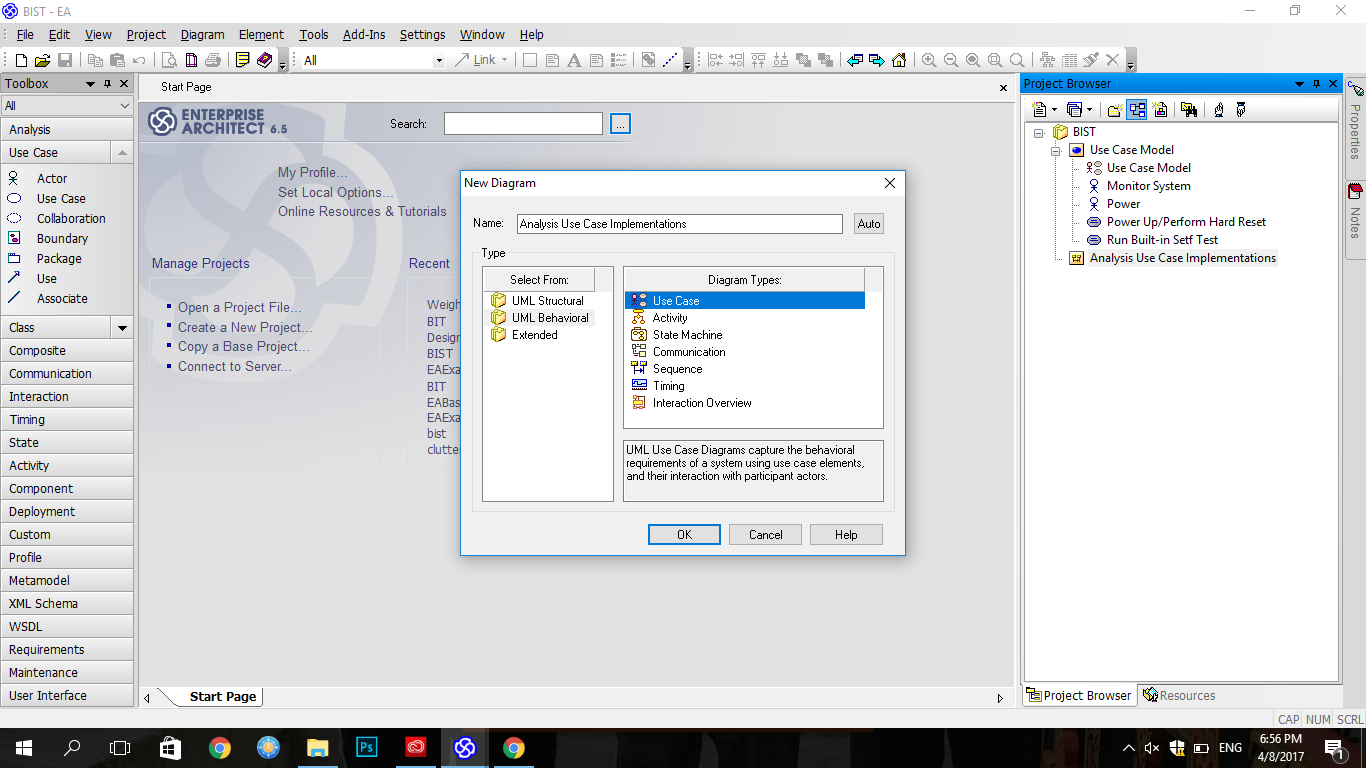 BIST - EA
File Edit View Project Diagram Element Tools Add-Ins Settings Window Help
All
Link
Toolbox
All
Analysis
Use Case
Actor
Use Case
Collaboration
Boundary
Package
Use
Associate
Class
Composite
Communication
Interaction
Timing
State
Activity
Component
Deployment
Custom
Profile
Metamodel
XML Schema
WSDL
Requirements
Maintenance
User Interface
Start Page
ENTERPRISE
ARCHITECT 6.5
Search:
...
My Profile...
Set Local Options...
Online Resources & Tutorials
Manage Projects
Open a Project File...
Create a New Project...
Copy a Base Project...
Connect to Server...
Recent
Weigh
BIT
Design
BIST
EAExa
BIT
EABas
EAExa
bist
clutte
New Diagram
Name:
Analysis Use Case Implementations
Auto
Type
Select From:
UML Structural
UML Behavioral
Extended
Diagram Types:
Use Case
Activity
State Machine
Communication
Sequence
Timing
Interaction Overview
UML Use Case Diagrams capture the behavioral
requirements of a system using use case elements,
and their interaction with participant actors.
OK
Cancel
Help
Start Page
Project Browser
BIST
Use Case Model
Use Case Model
Monitor System
Power
Power Up/Perform Hard Reset
Run Built-in Setf Test
Analysis Use Case Implementations
Project Browser
Resources
Properties
Notes
CAP NUM SCRL
Ps
ENG
6:56 PM
4/8/2017
1